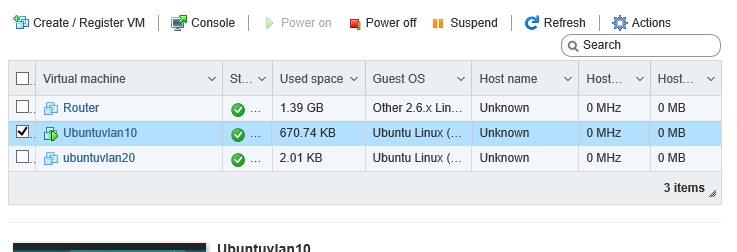 Create / Register VM Console Power on Power off Suspend Refresh Actions
Search
Virtual machine St... Used space Guest OS Host name Host... Host...
Router ... 1.39 GB Other 2.6.x Lin... Unknown 0 MHz 0 MB
Ubuntuvlan10 ... 670.74 KB Ubuntu Linux (... Unknown 0 MHz 0 MB
ubuntuvlan20 ... 2.01 KB Ubuntu Linux (... Unknown 0 MHz 0 MB
3 items
Ubuntuvlan10